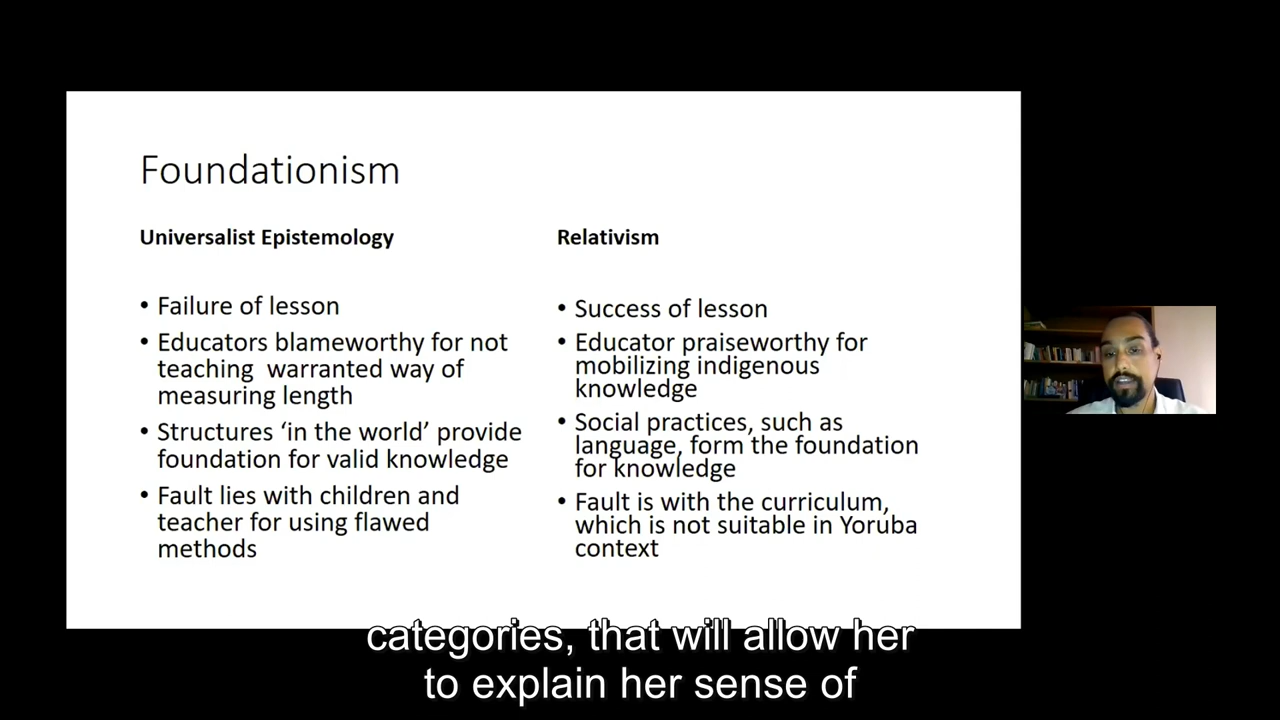 Foundationism
Universalist Epistemology
• Failure of lesson
• Educators blameworthy for not
teaching warranted way of
measuring length
• Structures ‘in the world’ provide
foundation for valid knowledge
• Fault lies with children and
teacher for using flawed
methods
Relativism
• Success of lesson
• Educator praiseworthy for
mobilizing indigenous
knowledge
• Social practices, such as
language, form the foundation
for knowledge
• Fault is with the curriculum,
which is not suitable in Yoruba
context
categories, that will allow her
to explain her sense of